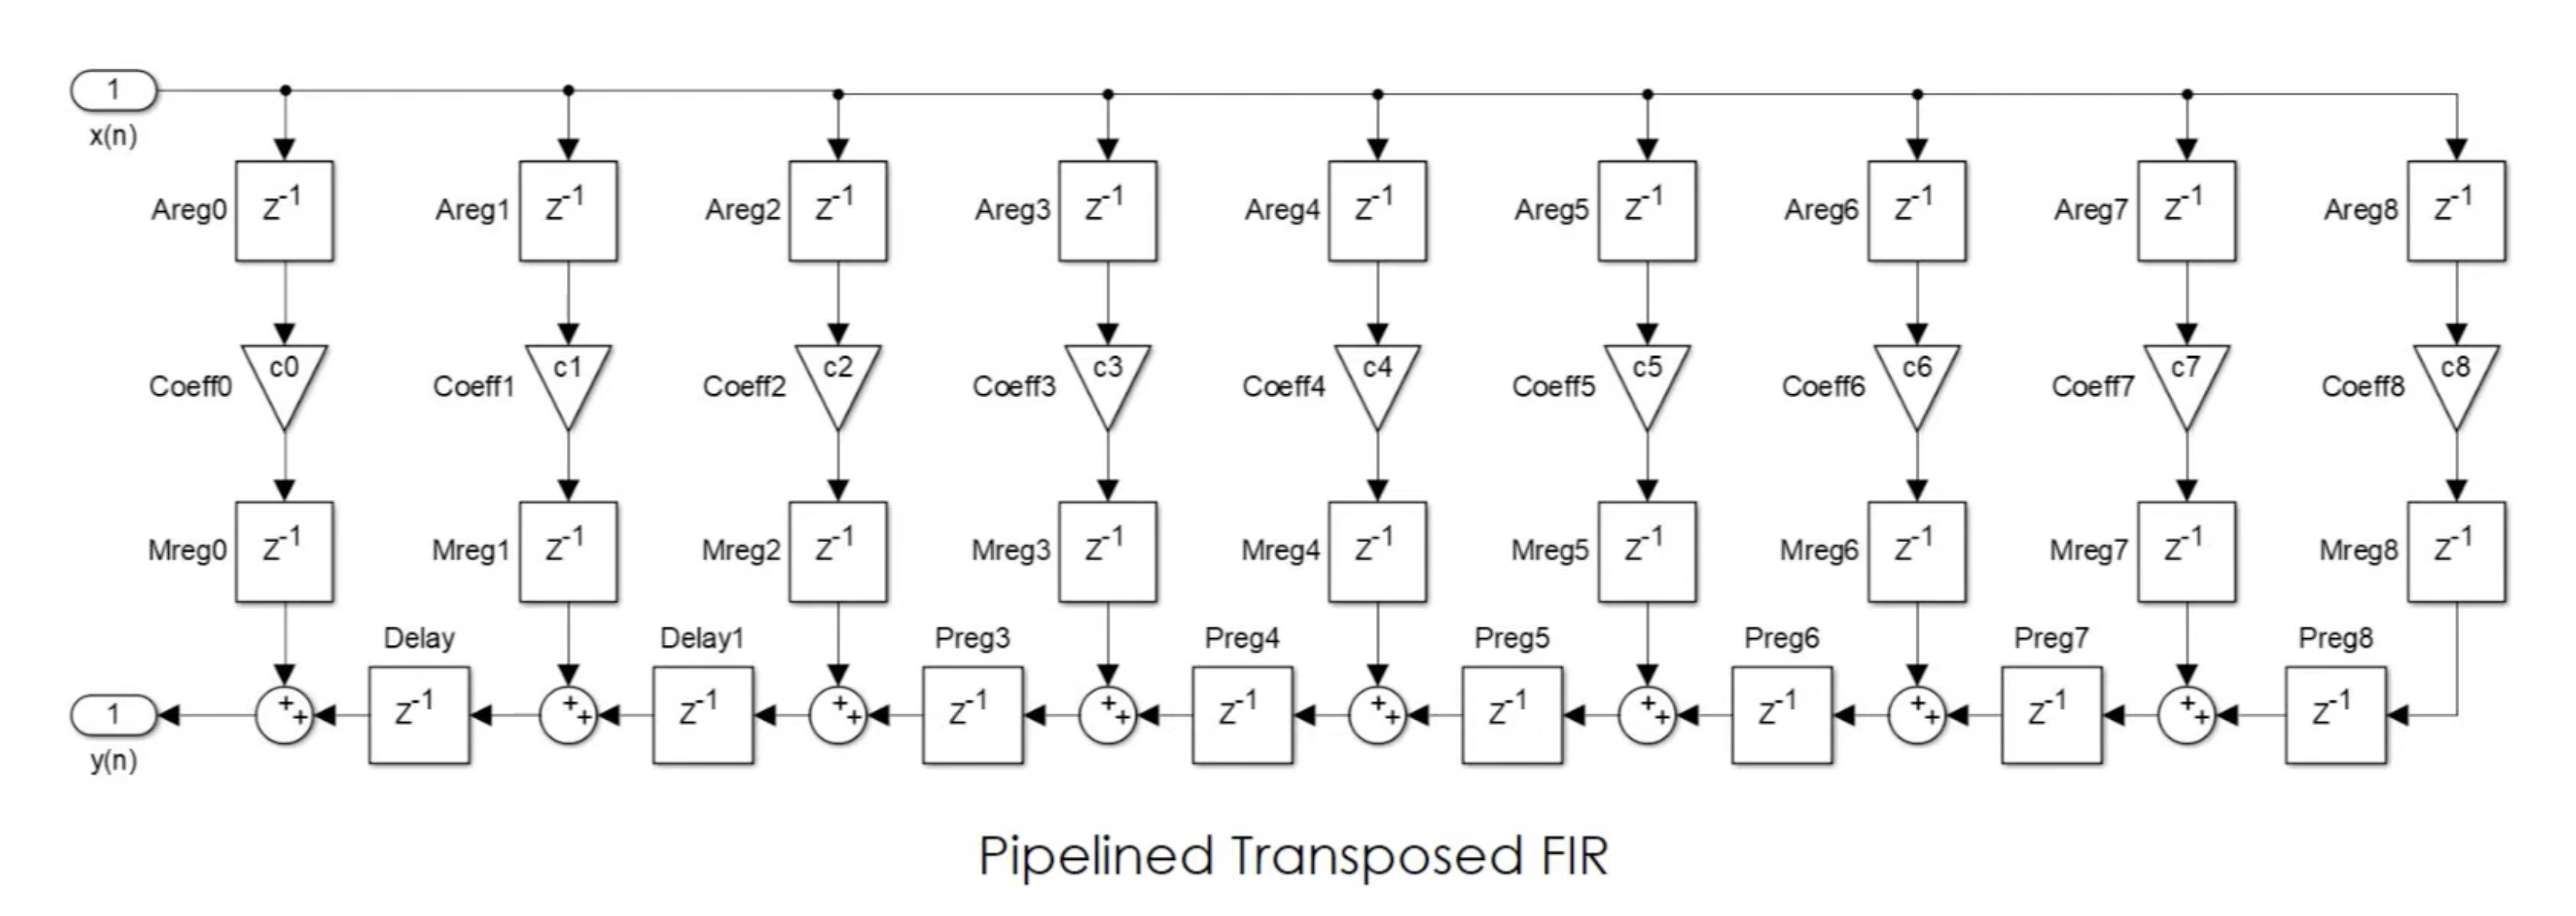 1
x(n)
Areg0 z-1 Areg1 z-1 Areg2 z-1 Areg3 z-1 Areg4 z-1 Areg5 z-1 Areg6 z-1 Areg7 z-1 Areg8 z-1
Coeff0 c0 Coeff1 c1 Coeff2 c2 Coeff3 c3 Coeff4 c4 Coeff5 c5 Coeff6 c6 Coeff7 c7 Coeff8 c8
Mreg0 z-1 Mreg1 z-1 Mreg2 z-1 Mreg3 z-1 Mreg4 z-1 Mreg5 z-1 Mreg6 z-1 Mreg7 z-1 Mreg8 z-1
Delay Delay1 Preg3 Preg4 Preg5 Preg6 Preg7 Preg8
1 ++ z-1 ++ z-1 ++ z-1 ++ z-1 ++ z-1 ++ z-1 ++ z-1 ++ z-1
y(n)
Pipelined Transposed FIR